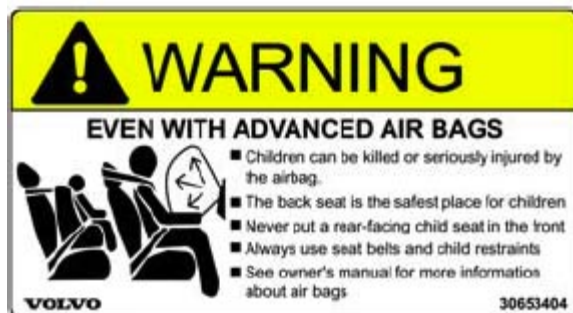 WARNING
EVEN WITH ADVANCED AIR BAGS
■ Children can be killed or seriously injured by
the airbag.
■ The back seat is the safest place for children
■ Never put a rear-facing child seat in the front
■ Always use seat belts and child restraints
■ See owner's manual for more information
about air bags
VOLVO 30653404